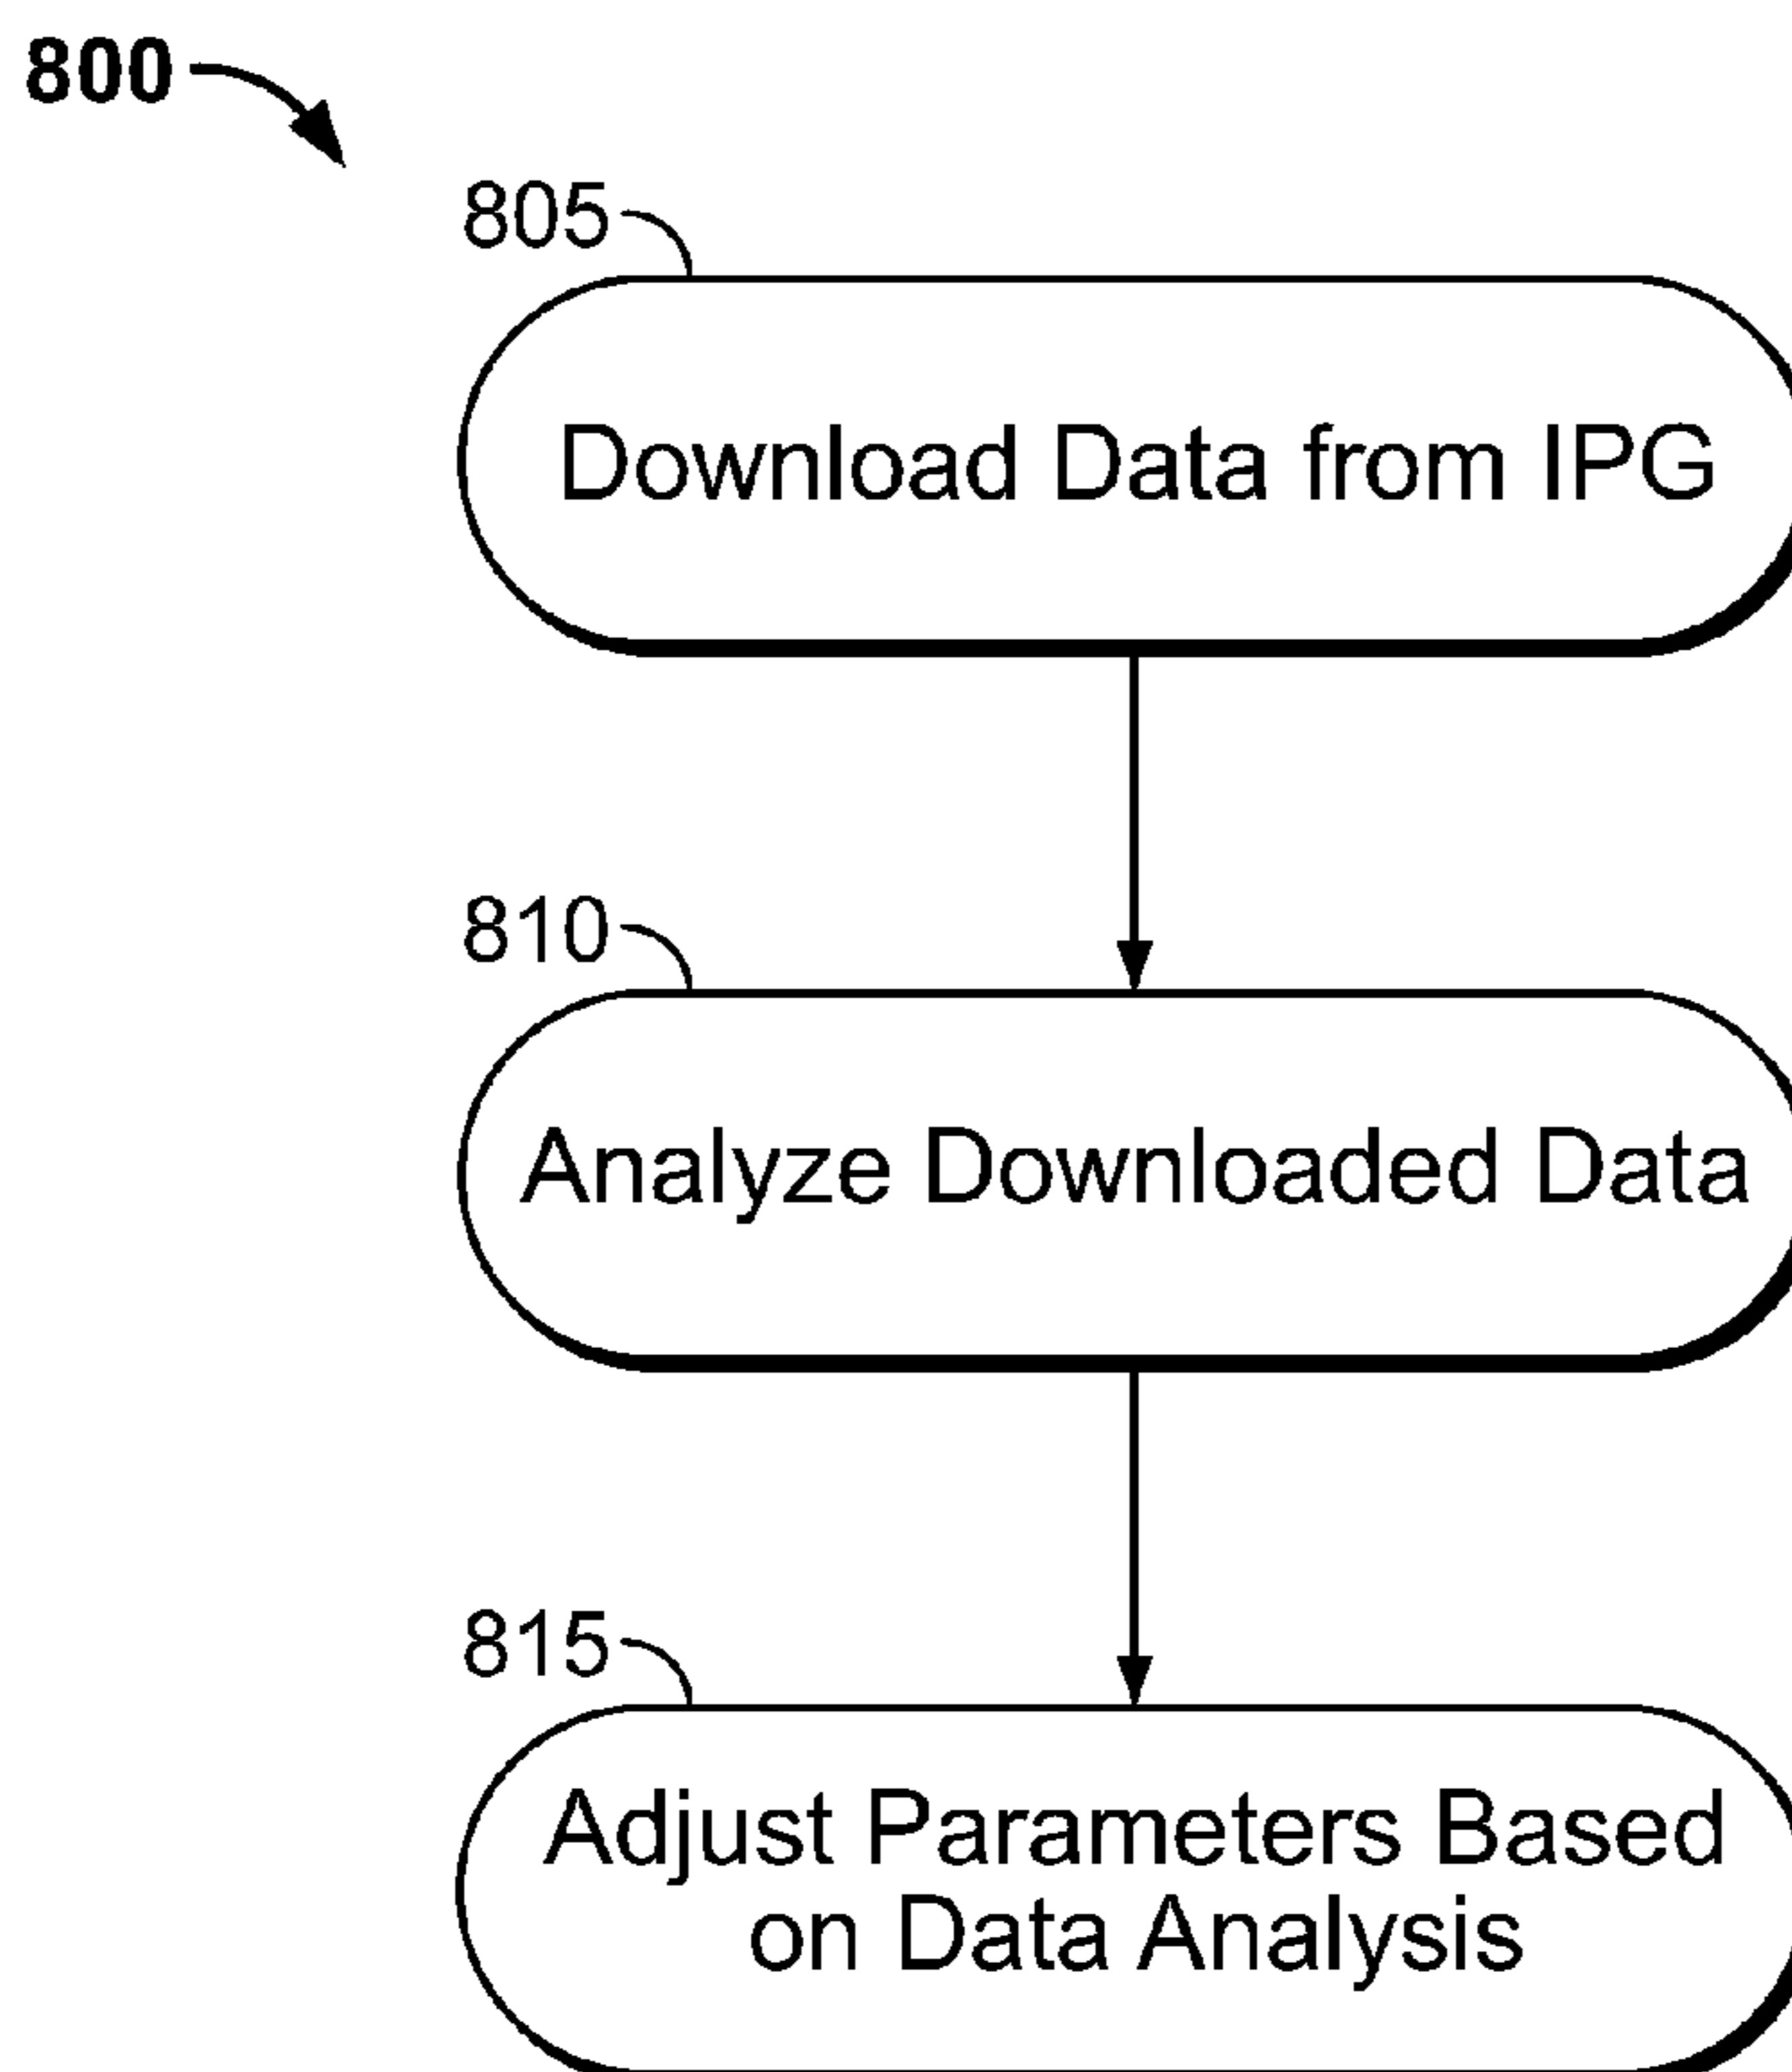 800
805
Download Data from IPG
810
Analyze Downloaded Data
815
Adjust Parameters Based
on Data Analysis